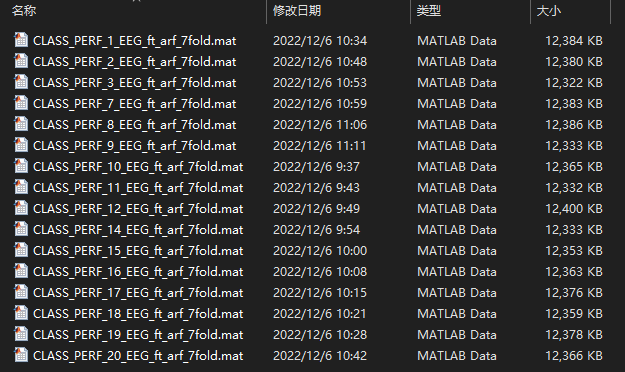 名称 修改日期 类型 大小
CLASS_PERF_1_EEG_ft_arf_7fold.mat 2022/12/6 10:34 MATLAB Data 12,384 KB
CLASS_PERF_2_EEG_ft_arf_7fold.mat 2022/12/6 10:48 MATLAB Data 12,380 KB
CLASS_PERF_3_EEG_ft_arf_7fold.mat 2022/12/6 10:53 MATLAB Data 12,322 KB
CLASS_PERF_7_EEG_ft_arf_7fold.mat 2022/12/6 10:59 MATLAB Data 12,383 KB
CLASS_PERF_8_EEG_ft_arf_7fold.mat 2022/12/6 11:06 MATLAB Data 12,386 KB
CLASS_PERF_9_EEG_ft_arf_7fold.mat 2022/12/6 11:11 MATLAB Data 12,333 KB
CLASS_PERF_10_EEG_ft_arf_7fold.mat 2022/12/6 9:37 MATLAB Data 12,365 KB
CLASS_PERF_11_EEG_ft_arf_7fold.mat 2022/12/6 9:43 MATLAB Data 12,332 KB
CLASS_PERF_12_EEG_ft_arf_7fold.mat 2022/12/6 9:49 MATLAB Data 12,400 KB
CLASS_PERF_14_EEG_ft_arf_7fold.mat 2022/12/6 9:54 MATLAB Data 12,333 KB
CLASS_PERF_15_EEG_ft_arf_7fold.mat 2022/12/6 10:00 MATLAB Data 12,353 KB
CLASS_PERF_16_EEG_ft_arf_7fold.mat 2022/12/6 10:08 MATLAB Data 12,363 KB
CLASS_PERF_17_EEG_ft_arf_7fold.mat 2022/12/6 10:15 MATLAB Data 12,376 KB
CLASS_PERF_18_EEG_ft_arf_7fold.mat 2022/12/6 10:21 MATLAB Data 12,359 KB
CLASS_PERF_19_EEG_ft_arf_7fold.mat 2022/12/6 10:28 MATLAB Data 12,378 KB
CLASS_PERF_20_EEG_ft_arf_7fold.mat 2022/12/6 10:42 MATLAB Data 12,366 KB